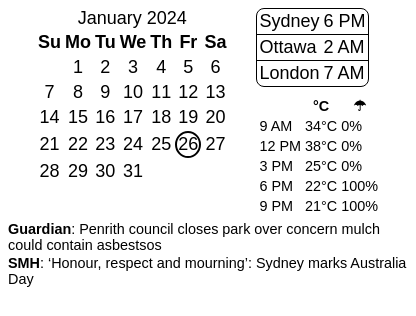 January 2024
Su Mo Tu We Th Fr Sa
1 2 3 4 5 6
7 8 9 10 11 12 13
14 15 16 17 18 19 20
21 22 23 24 25 26 27
28 29 30 31
Sydney 6 PM
Ottawa 2 AM
London 7 AM
°C ☂
9 AM 34°C 0%
12 PM 38°C 0%
3 PM 25°C 0%
6 PM 22°C 100%
9 PM 21°C 100%
Guardian: Penrith council closes park over concern mulch
could contain asbestsos
SMH: ‘Honour, respect and mourning’: Sydney marks Australia
Day